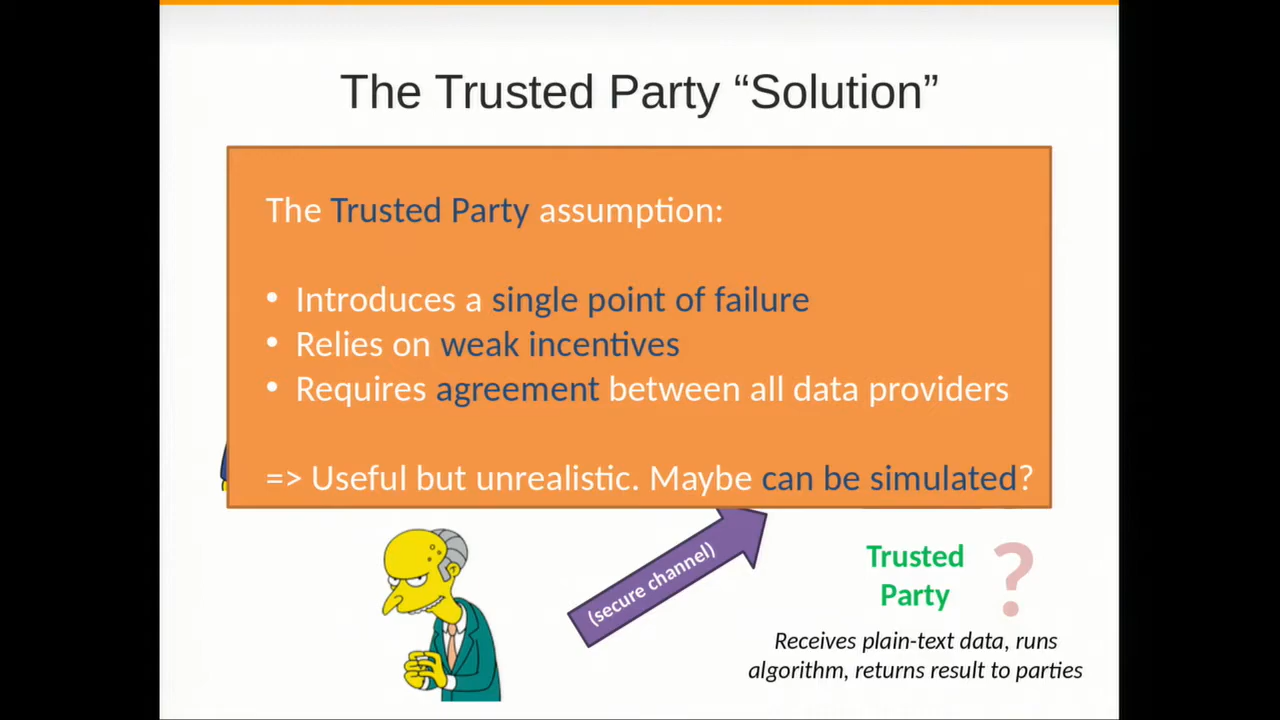 The Trusted Party “Solution”
The Trusted Party assumption:
• Introduces a single point of failure
• Relies on weak incentives
• Requires agreement between all data providers
=> Useful but unrealistic. Maybe can be simulated?
(secure channel)
Trusted
Party
?
Receives plain-text data, runs
algorithm, returns result to parties